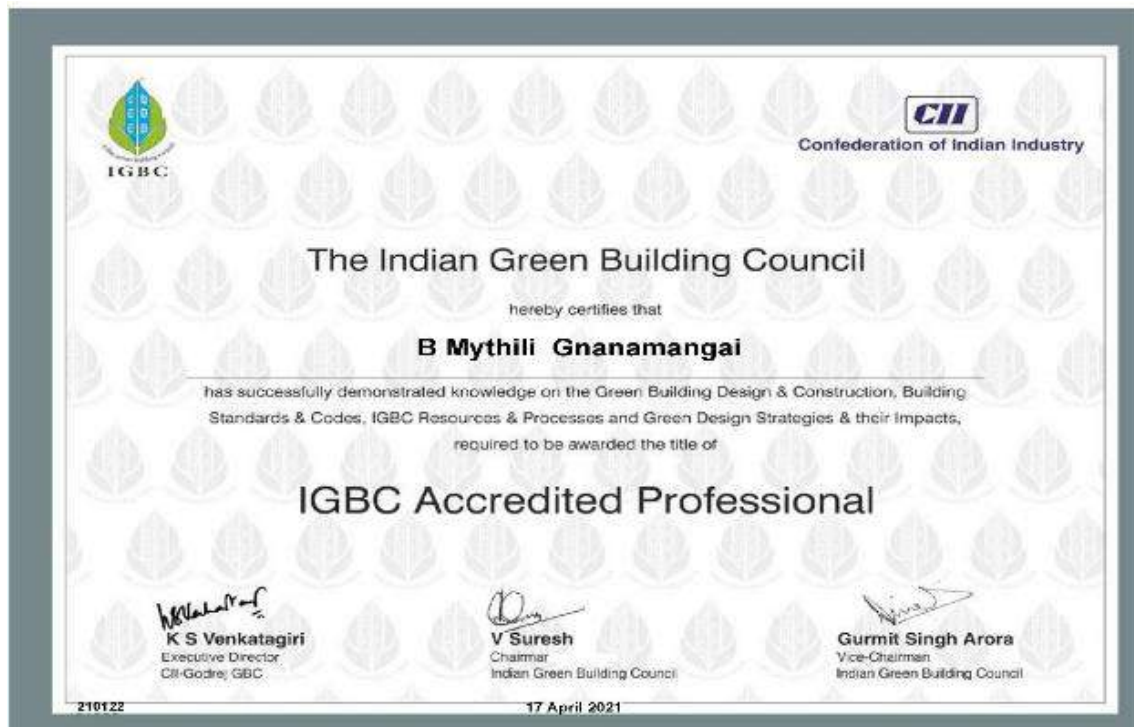 IGBC
CII
Confederation of Indian Industry
The Indian Green Building Council
hereby certifies that
B Mythili Gnanamangai
has successfully demonstrated knowledge on the Green Building Design & Construction, Building
Standards & Codes, IGBC Resources & Processes and Green Design Strategies & their Impacts,
required to be awarded the title of
IGBC Accredited Professional
K S Venkatagiri
Executive Director
CII-Godrej GBC
V Suresh
Chairman
Indian Green Building Council
Gurmit Singh Arora
Vice-Chairman
Indian Green Building Council
210122
17 April 2021